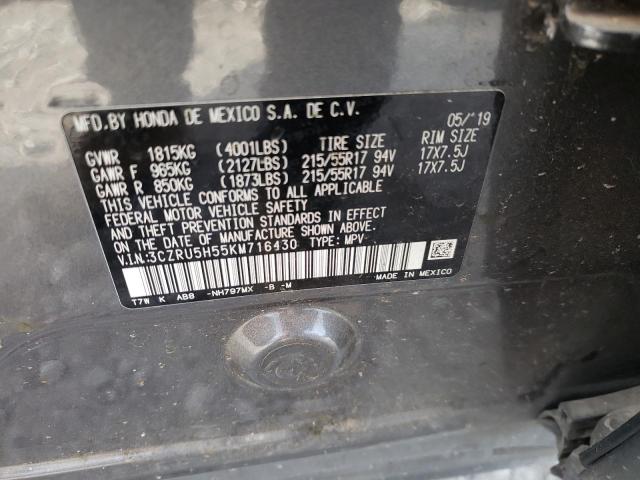 MFD. BY HONDA DE MEXICO S.A. DE C.V. 05/'19
GVWR 1815KG (4001LBS) TIRE SIZE RIM SIZE
GAWR F 965KG (2127LBS) 215/55R17 94V 17X7.5J
GAWR R 850KG (1873LBS) 215/55R17 94V 17X7.5J
THIS VEHICLE CONFORMS TO ALL APPLICABLE
FEDERAL MOTOR VEHICLE SAFETY
AND THEFT PREVENTION STANDARDS IN EFFECT
ON THE DATE OF MANUFACTURE SHOWN ABOVE.
V.I.N:3CZRU5H55KM716430 TYPE: MPV
MADE IN MEXICO
T7W K AB8 -NH797MX -B -M